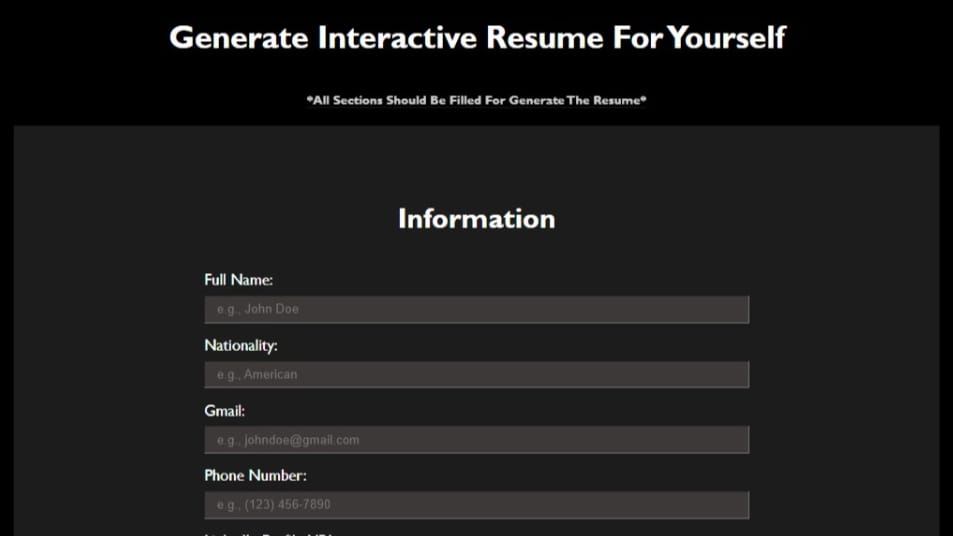 Generate Interactive Resume For Yourself
*All Sections Should Be Filled For Generate The Resume*
Information
Full Name:
e.g., John Doe
Nationality:
e.g., American
Gmail:
e.g., johndoe@gmail.com
Phone Number:
e.g., (123) 456-7890